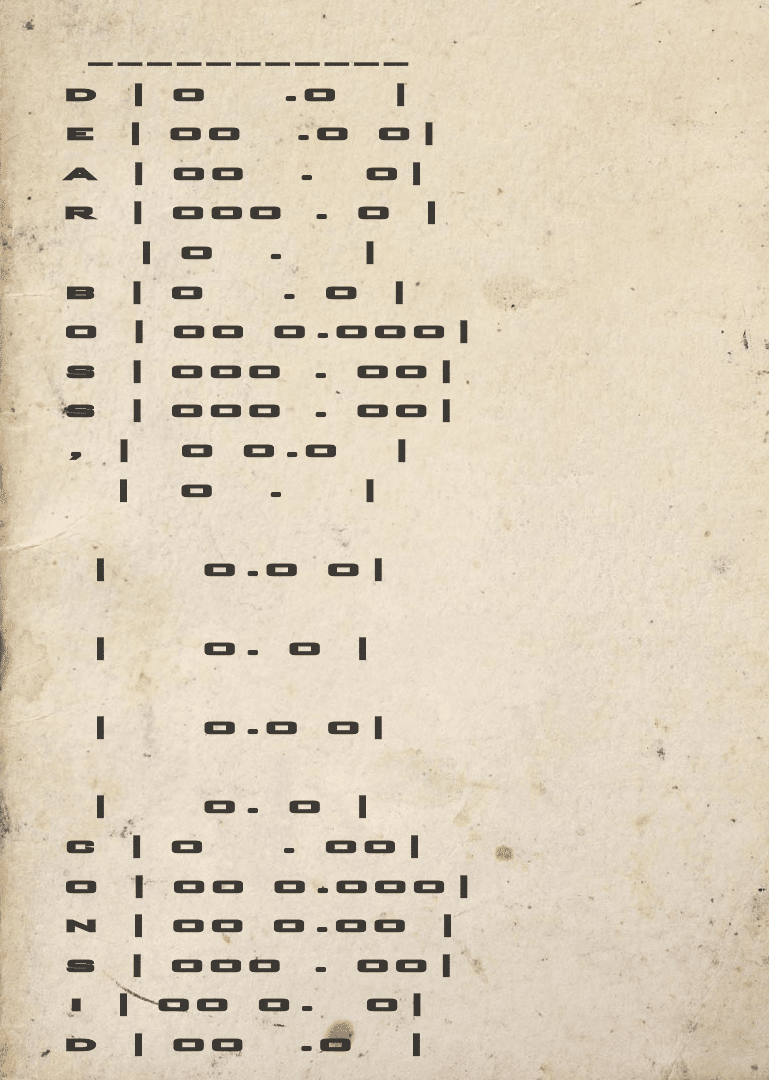 ___________
D | o   .o  |
E | oo   .o o|
A | oo  .  o|
R | ooo . o |
| o  .   |
B | o   . o |
O | oo o.ooo|
S | ooo . oo|
S | ooo . oo|
, | o o.o  |
| o  .   |
| o.o o|
| o. o |
| o.o o|
| o. o |
C | o   . oo|
O | oo o.ooo|
N | oo o.oo |
S | ooo . oo|
I | oo o.  o|
D | oo  .o  |